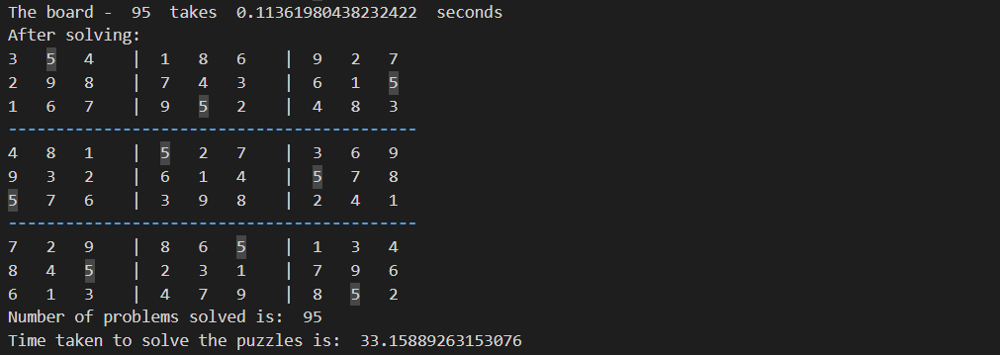 The board -  95  takes  0.11361980438232422  seconds
After solving:
3   5   4    |  1   8   6    |  9   2   7
2   9   8    |  7   4   3    |  6   1   5
1   6   7    |  9   5   2    |  4   8   3
-------------------------------------------
4   8   1    |  5   2   7    |  3   6   9
9   3   2    |  6   1   4    |  5   7   8
5   7   6    |  3   9   8    |  2   4   1
-------------------------------------------
7   2   9    |  8   6   5    |  1   3   4
8   4   5    |  2   3   1    |  7   9   6
6   1   3    |  4   7   9    |  8   5   2
Number of problems solved is:  95
Time taken to solve the puzzles is:  33.15889263153076